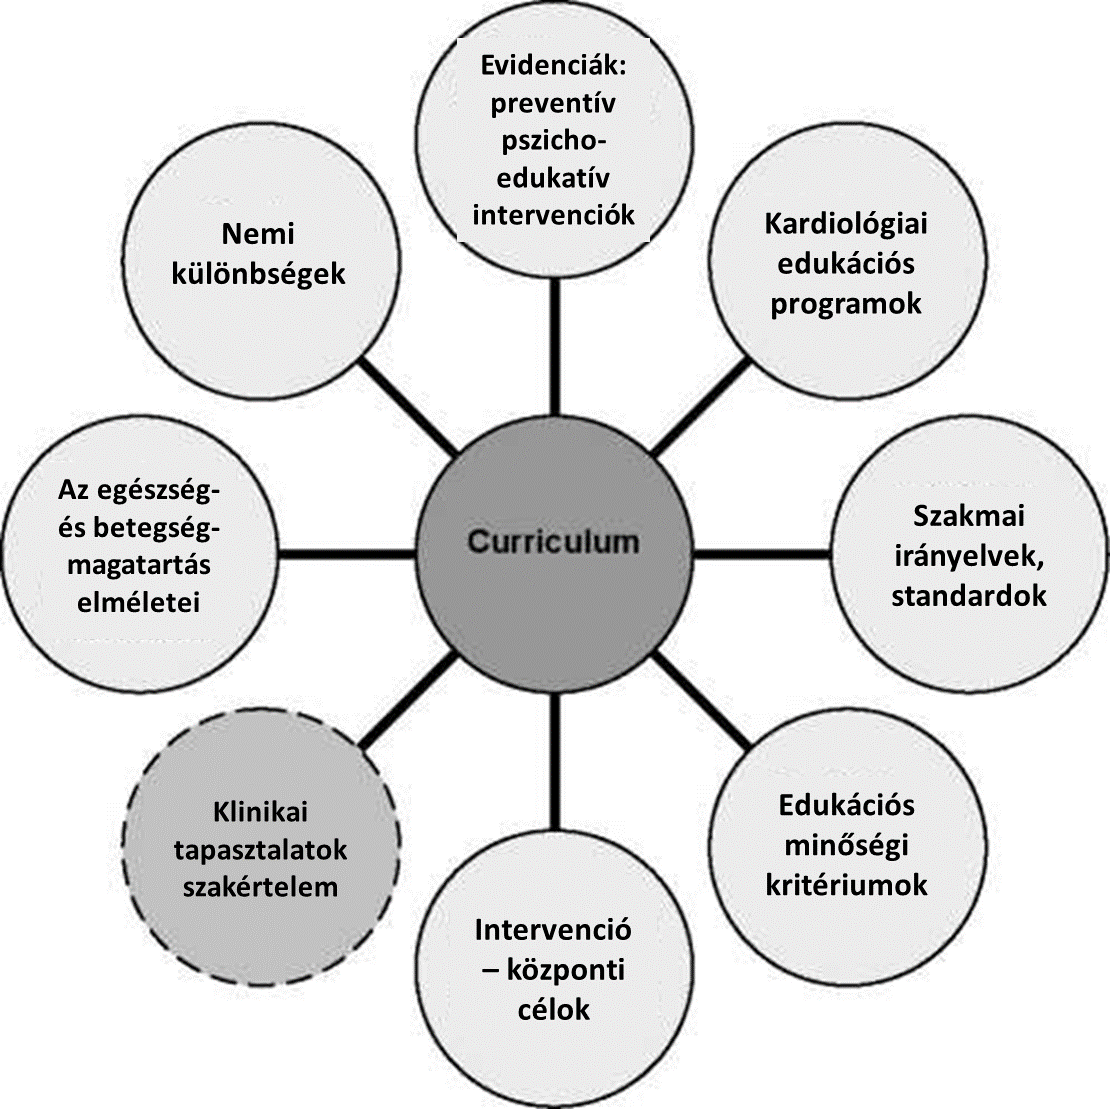 Evidenciák:
preventív
pszicho-
edukatív
intervenciók
Kardiológiai
edukációs
programok
Szakmai
irányelvek,
standardok
Edukációs
minőségi
kritériumok
Intervenció
– központi
célok
Klinikai
tapasztalatok
szakértelem
Az egészség-
és betegség-
magatartás
elméletei
Nemi
különbségek
Curriculum